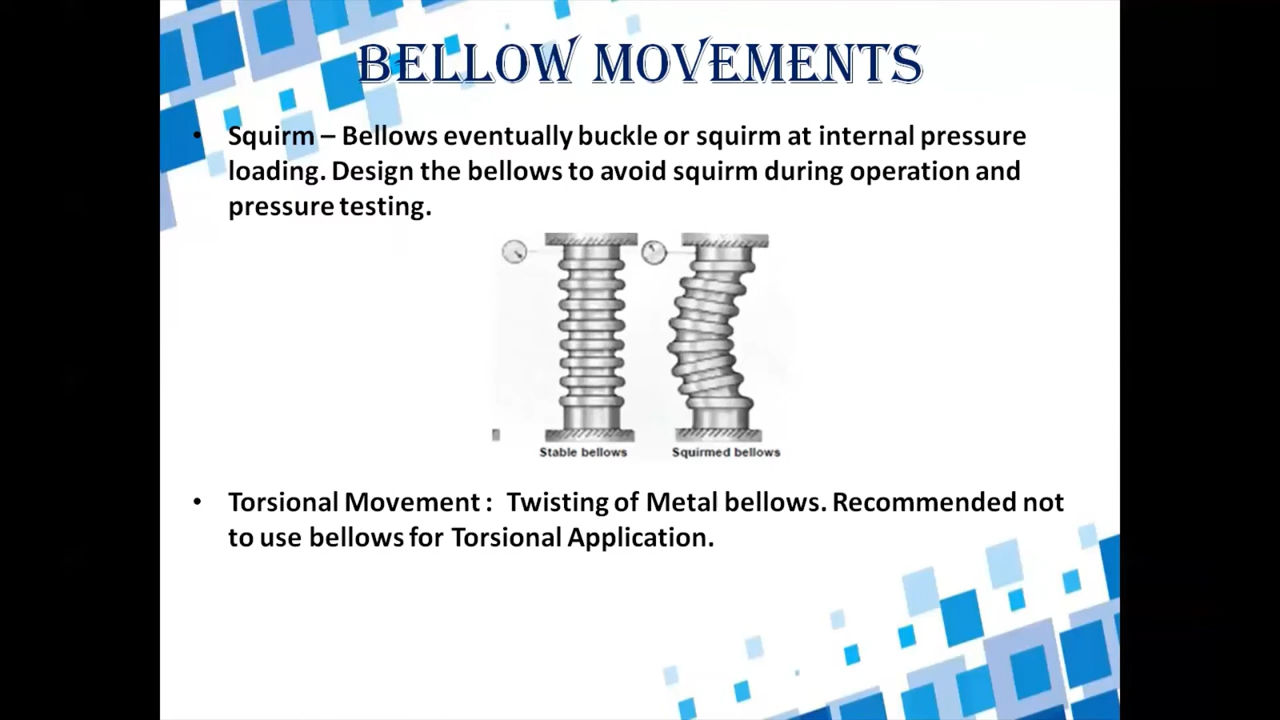 BELLOW MOVEMENTS
• Squirm – Bellows eventually buckle or squirm at internal pressure
loading. Design the bellows to avoid squirm during operation and
pressure testing.
Stable bellows
Squirmed bellows
• Torsional Movement :  Twisting of Metal bellows. Recommended not
to use bellows for Torsional Application.